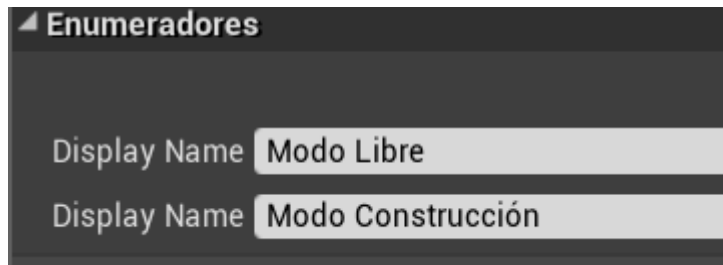 Enumeradores
Display Name Modo Libre
Display Name Modo Construcción